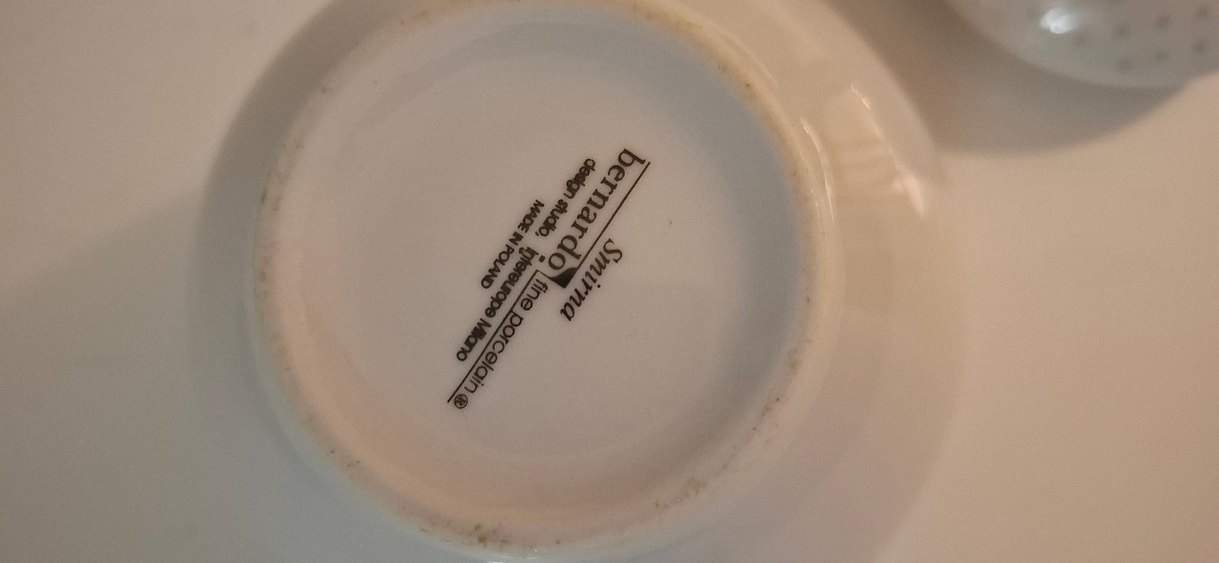 Smirna
bernardo
fine porcelain ®
design studio, intereurope Milano
MADE IN POLAND